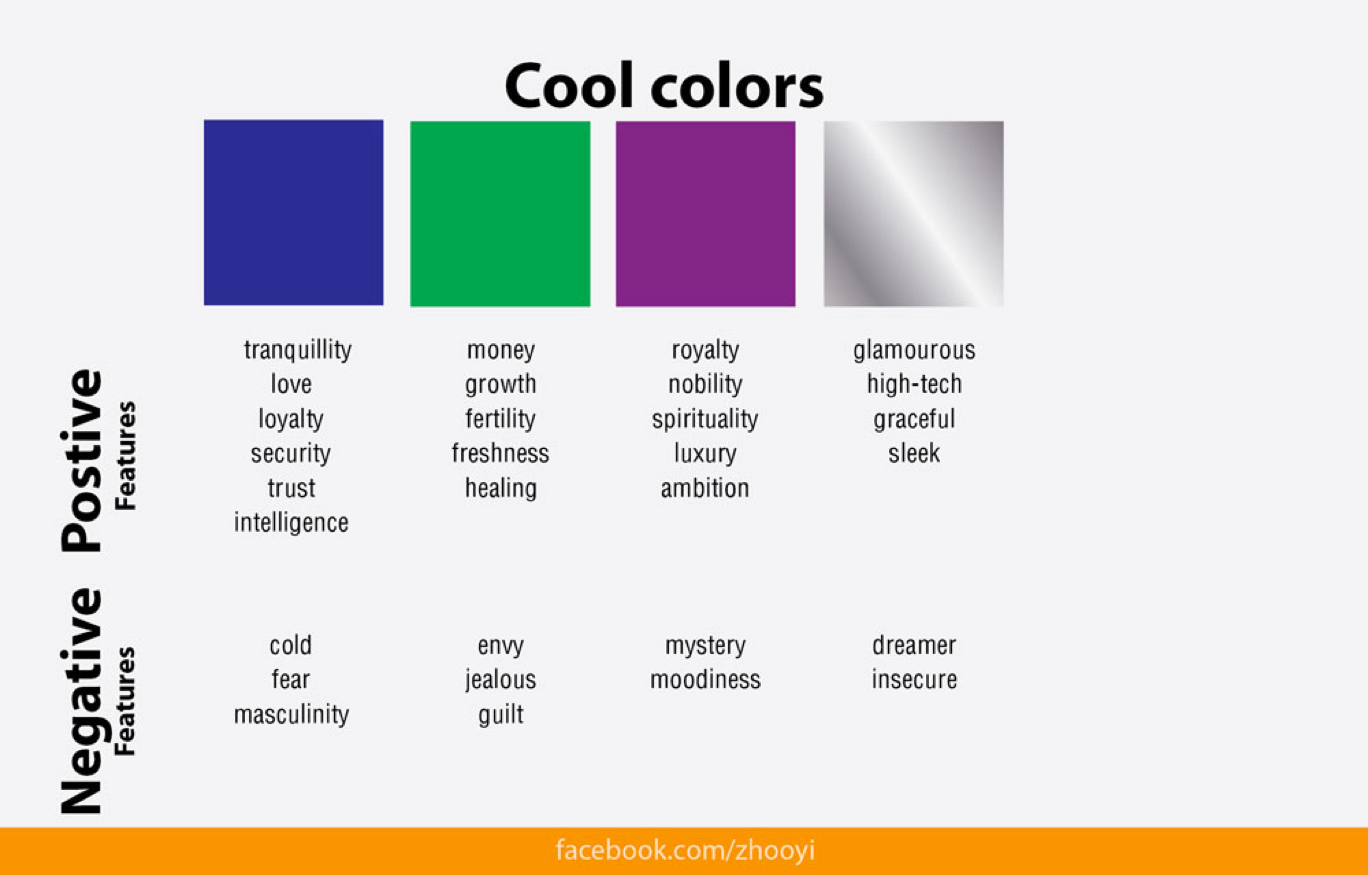 Cool colors
Postive
Features
tranquillity
love
loyalty
security
trust
intelligence
money
growth
fertility
freshness
healing
royalty
nobility
spirituality
luxury
ambition
glamourous
high-tech
graceful
sleek
Negative
Features
cold
fear
masculinity
envy
jealous
guilt
mystery
moodiness
dreamer
insecure
facebook.com/zhooyi